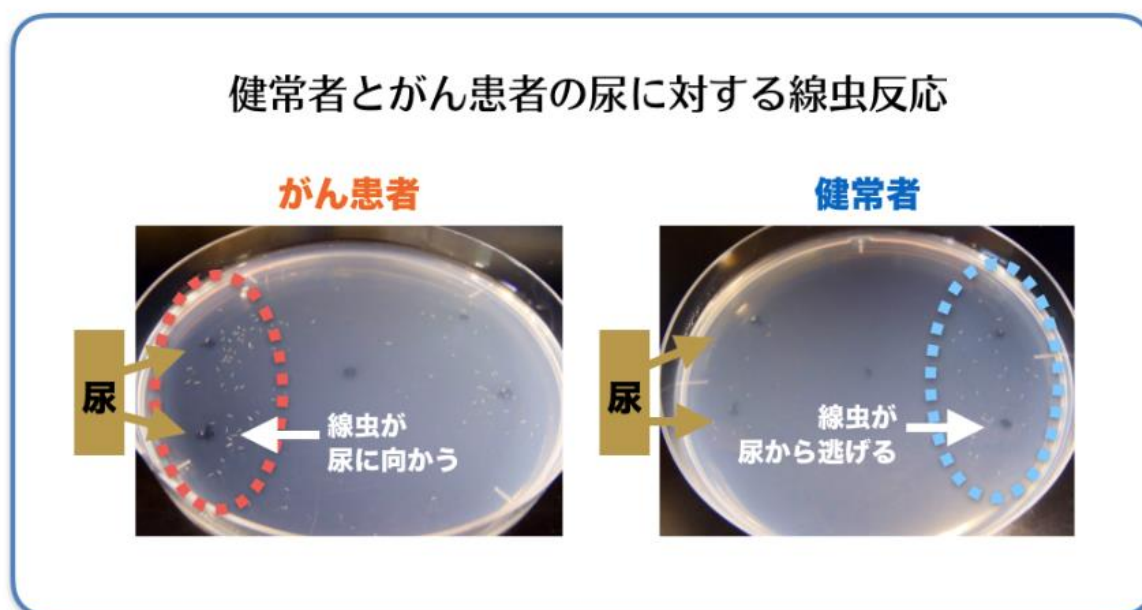 健常者とがん患者の尿に対する線虫反応
がん患者
健常者
尿
線虫が
尿に向かう
尿
線虫が
尿から逃げる